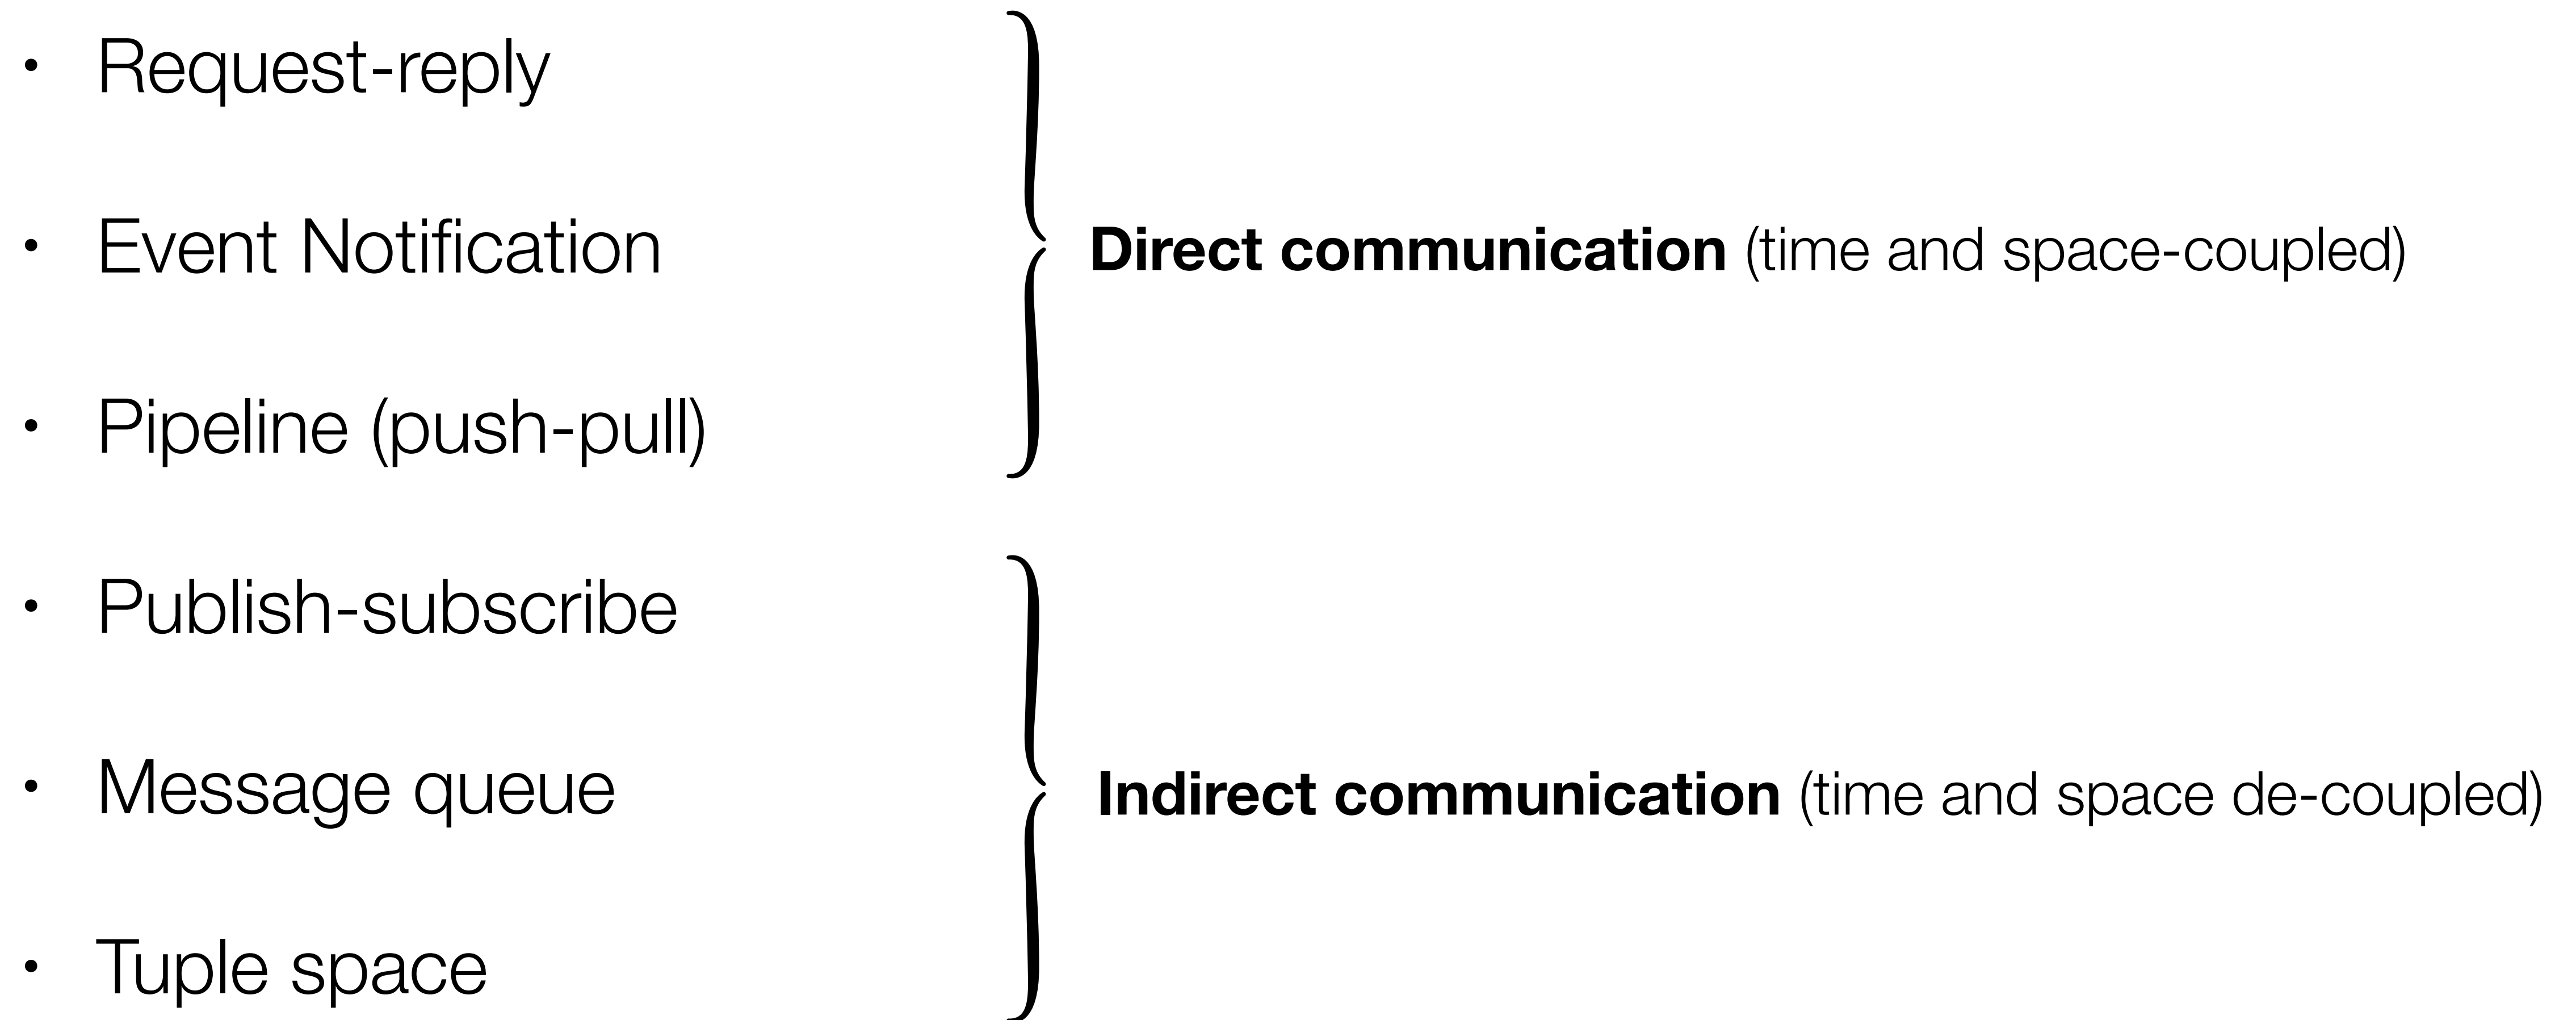 • Request-reply
• Event Notification
Direct communication (time and space-coupled)
• Pipeline (push-pull)
• Publish-subscribe
• Message queue
Indirect communication (time and space de-coupled)
• Tuple space